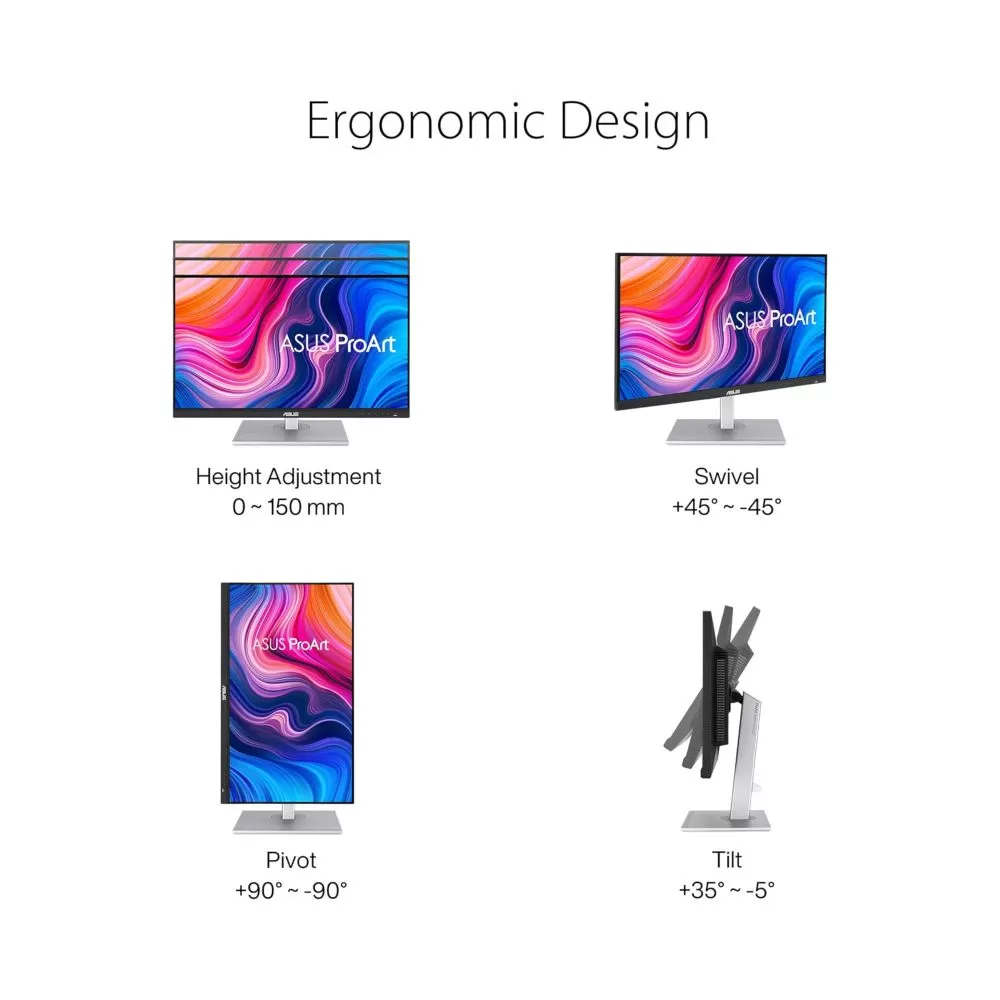 Ergonomic Design
ASUS ProArt
ASUS
Height Adjustment
0 ~ 150 mm
ASUS ProArt
ASUS
Swivel
+45° ~ -45°
ASUS ProArt
ASUS
Pivot
+90° ~ -90°
Tilt
+35° ~ -5°